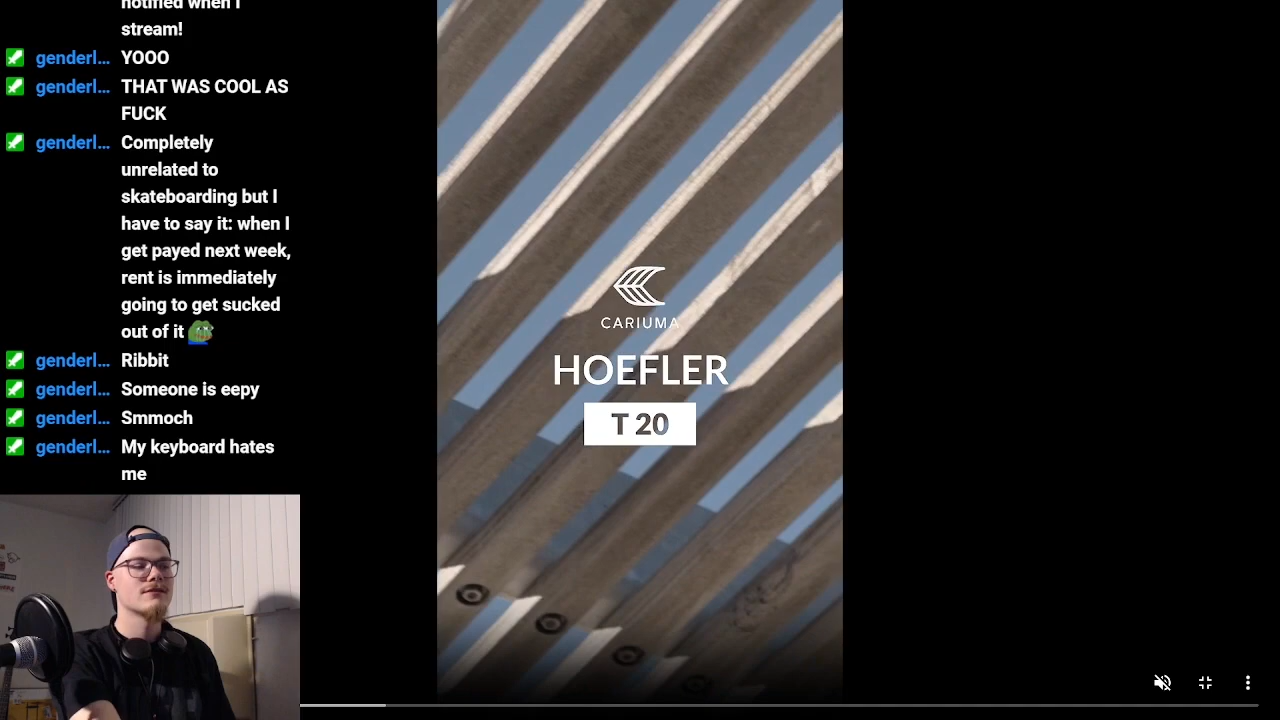 notified when I
stream!
genderl... YOOO
genderl... THAT WAS COOL AS
FUCK
genderl... Completely
unrelated to
skateboarding but I
have to say it: when I
get payed next week,
rent is immediately
going to get sucked
out of it
genderl... Ribbit
genderl... Someone is eepy
genderl... Smmoch
genderl... My keyboard hates
me
CARIUMA
HOEFLER
T 20